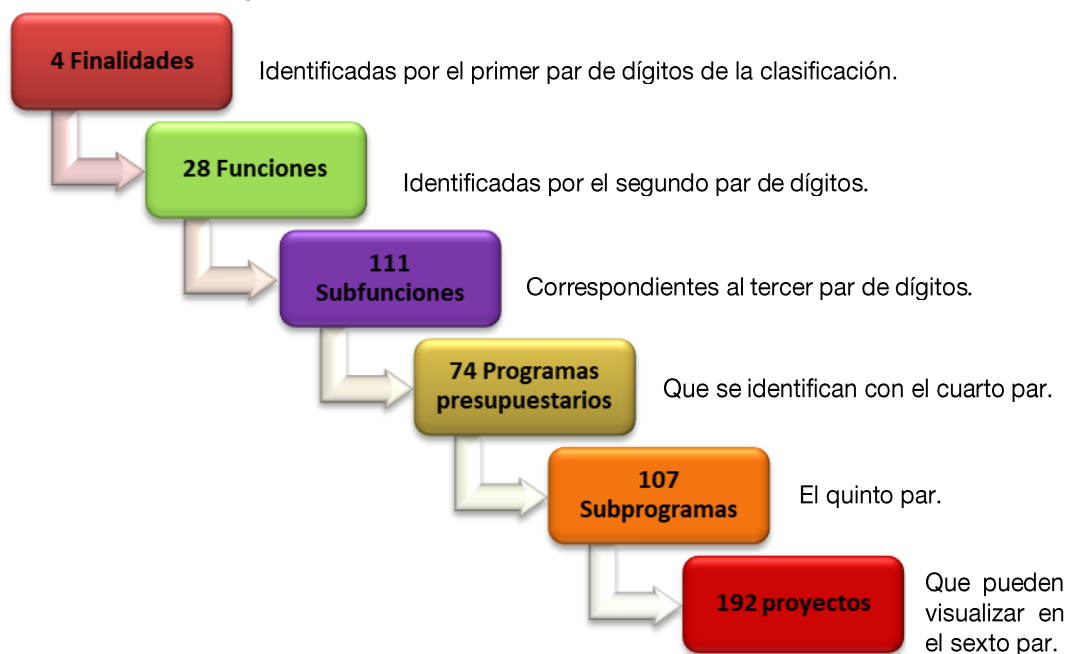 4 Finalidades
Identificadas por el primer par de dígitos de la clasificación.
28 Funciones
Identificadas por el segundo par de dígitos.
111
Subfunciones
Correspondientes al tercer par de dígitos.
74 Programas
presupuestarios
Que se identifican con el cuarto par.
107
Subprogramas
El quinto par.
192 proyectos
Que pueden
visualizar en
el sexto par.